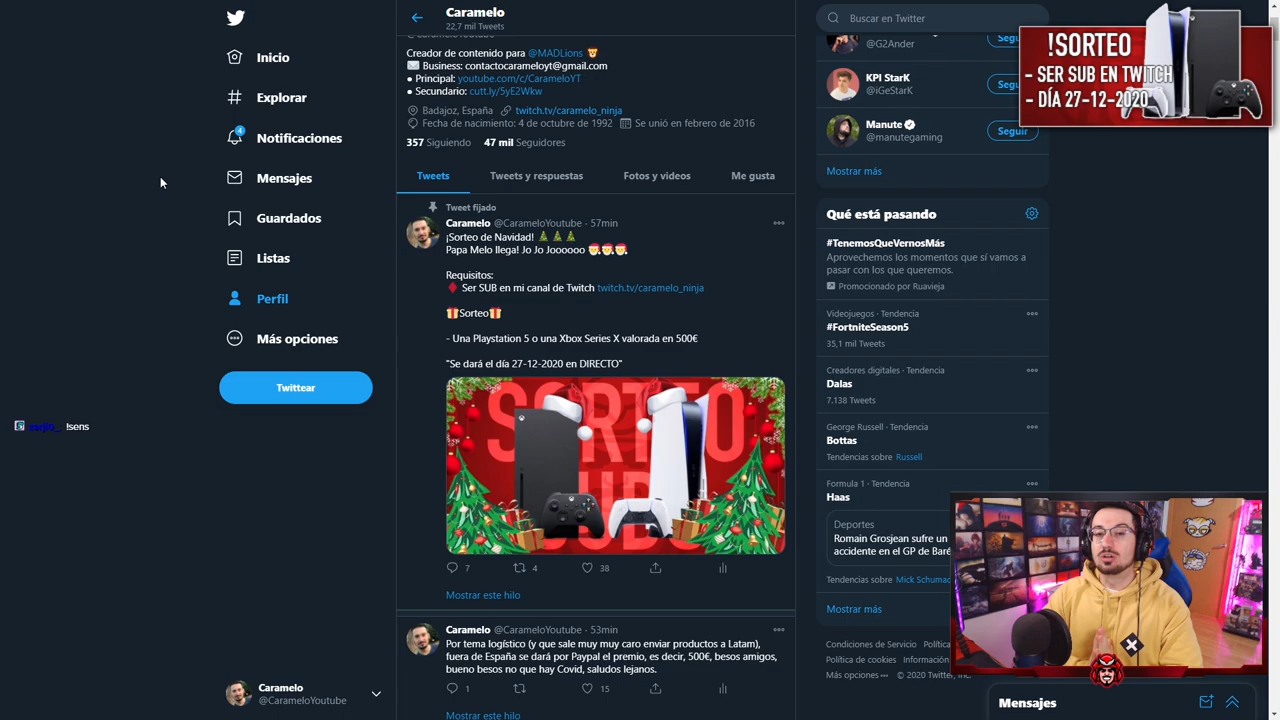 Inicio
Explorar
4
Notificaciones
Mensajes
Guardados
Listas
Perfil
Más opciones
Twittear
!sens
Caramelo
@CarameloYoutube
Caramelo
22,7 mil Tweets
Creador de contenido para @MADLions
Business: contactocarameloyt@gmail.com
● Principal: youtube.com/c/CarameloYT
● Secundario: cutt.ly/5yE2Wkw
Badajoz, España twitch.tv/caramelo_ninja
Fecha de nacimiento: 4 de octubre de 1992 Se unió en febrero de 2016
357 Siguiendo 47 mil Seguidores
Tweets Tweets y respuestas Fotos y videos Me gusta
Tweet fijado
Caramelo @CarameloYoutube · 57min
¡Sorteo de Navidad!
Papa Melo llega! Jo Jo Joooooo
Requisitos:
Ser SUB en mi canal de Twitch twitch.tv/caramelo_ninja
Sorteo
- Una Playstation 5 o una Xbox Series X valorada en 500€
"Se dará el día 27-12-2020 en DIRECTO"
SORTEO
7 4 38
Mostrar este hilo
Caramelo @CarameloYoutube · 53min
Por tema logístico (y que sale muy muy caro enviar productos a Latam),
fuera de España se dará por Paypal el premio, es decir, 500€, besos amigos,
bueno besos no que hay Covid, saludos lejanos.
1 15
Mostrar este hilo
Buscar en Twitter
@G2Ander
KPI StarK
@iGeStarK
Manute
@manutegaming
Seguir
Mostrar más
Qué está pasando
#TenemosQueVernosMás
Aprovechemos los momentos que sí vamos a
pasar con los que queremos.
Promocionado por Ruavieja
Videojuegos · Tendencia
#FortniteSeason5
35,1 mil Tweets
Creadores digitales · Tendencia
Dalas
7.138 Tweets
George Russell · Tendencia
Bottas
Tendencias sobre Russell
Formula 1 · Tendencia
Haas
Deportes
Romain Grosjean sufre un
accidente en el GP de Baré
Tendencias sobre Mick Schumac
Mostrar más
Condiciones de Servicio
Política de cookies
Más opciones © 2020 Twitter, Inc.
Mensajes
!SORTEO
- SER SUB EN TWITCH
- DÍA 27-12-2020